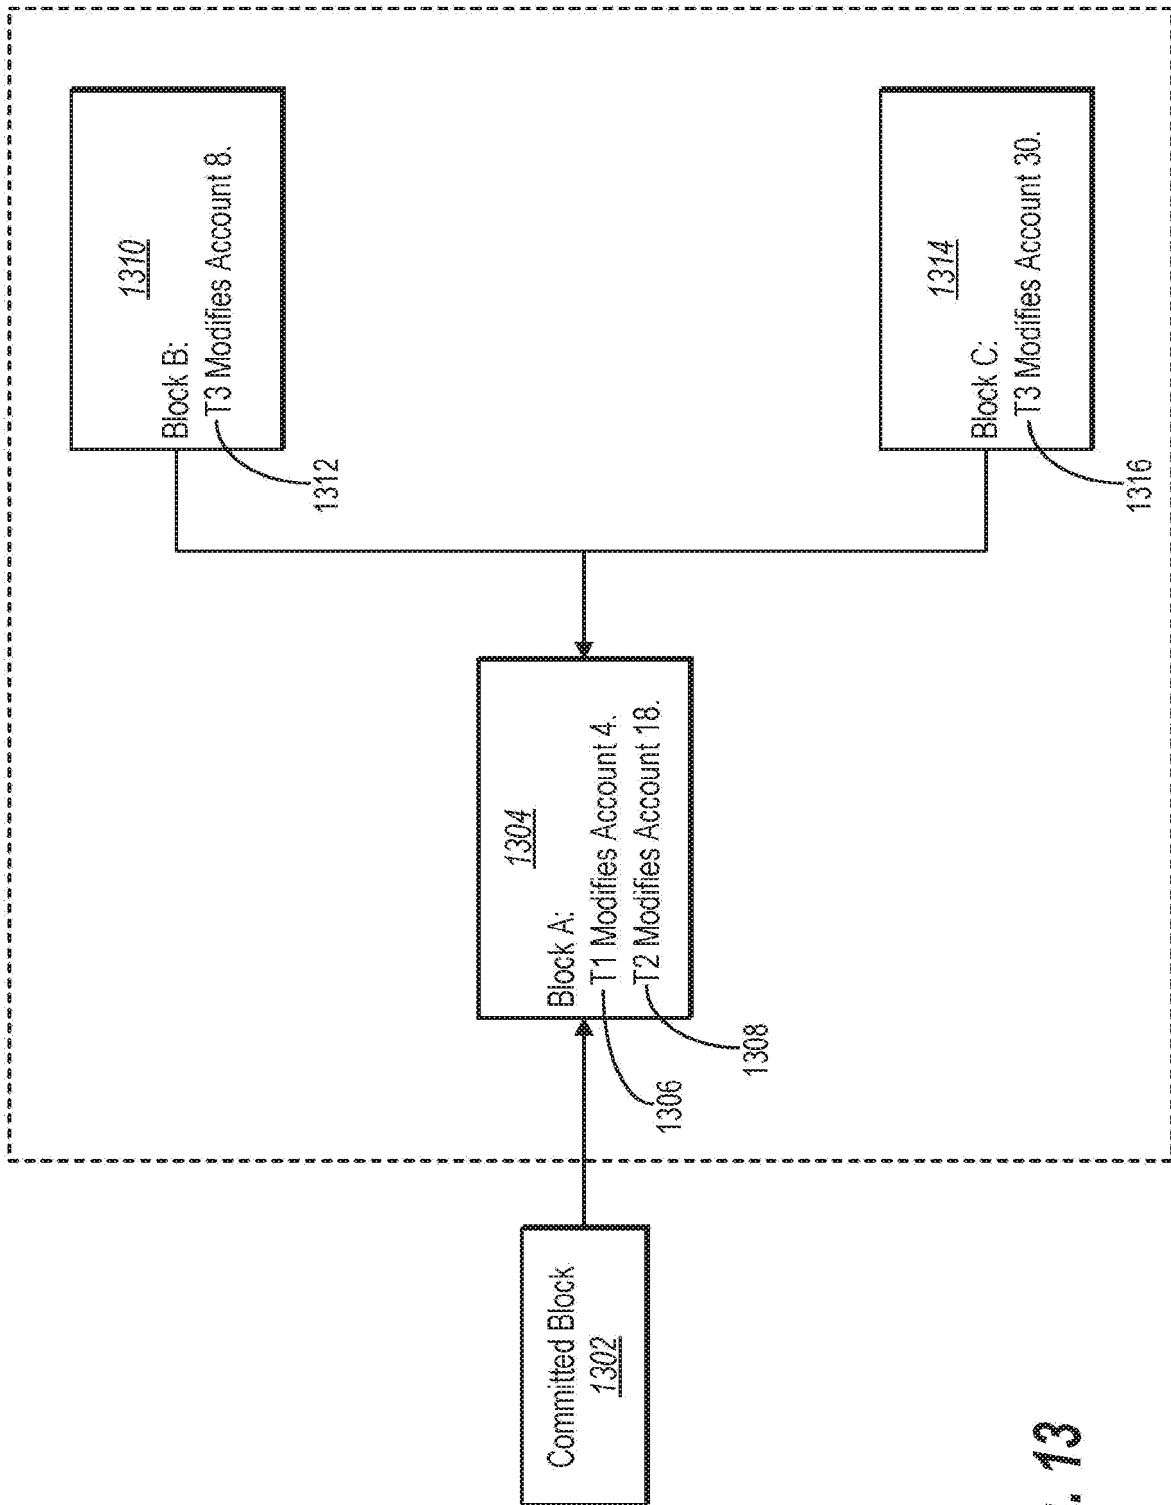 Committed Block
1302
1304
Block A:
T1 Modifies Account 4.
T2 Modifies Account 18.
1306
1308
1310
Block B:
T3 Modifies Account 8.
1312
1314
Block C:
T3 Modifies Account 30.
1316
. 13